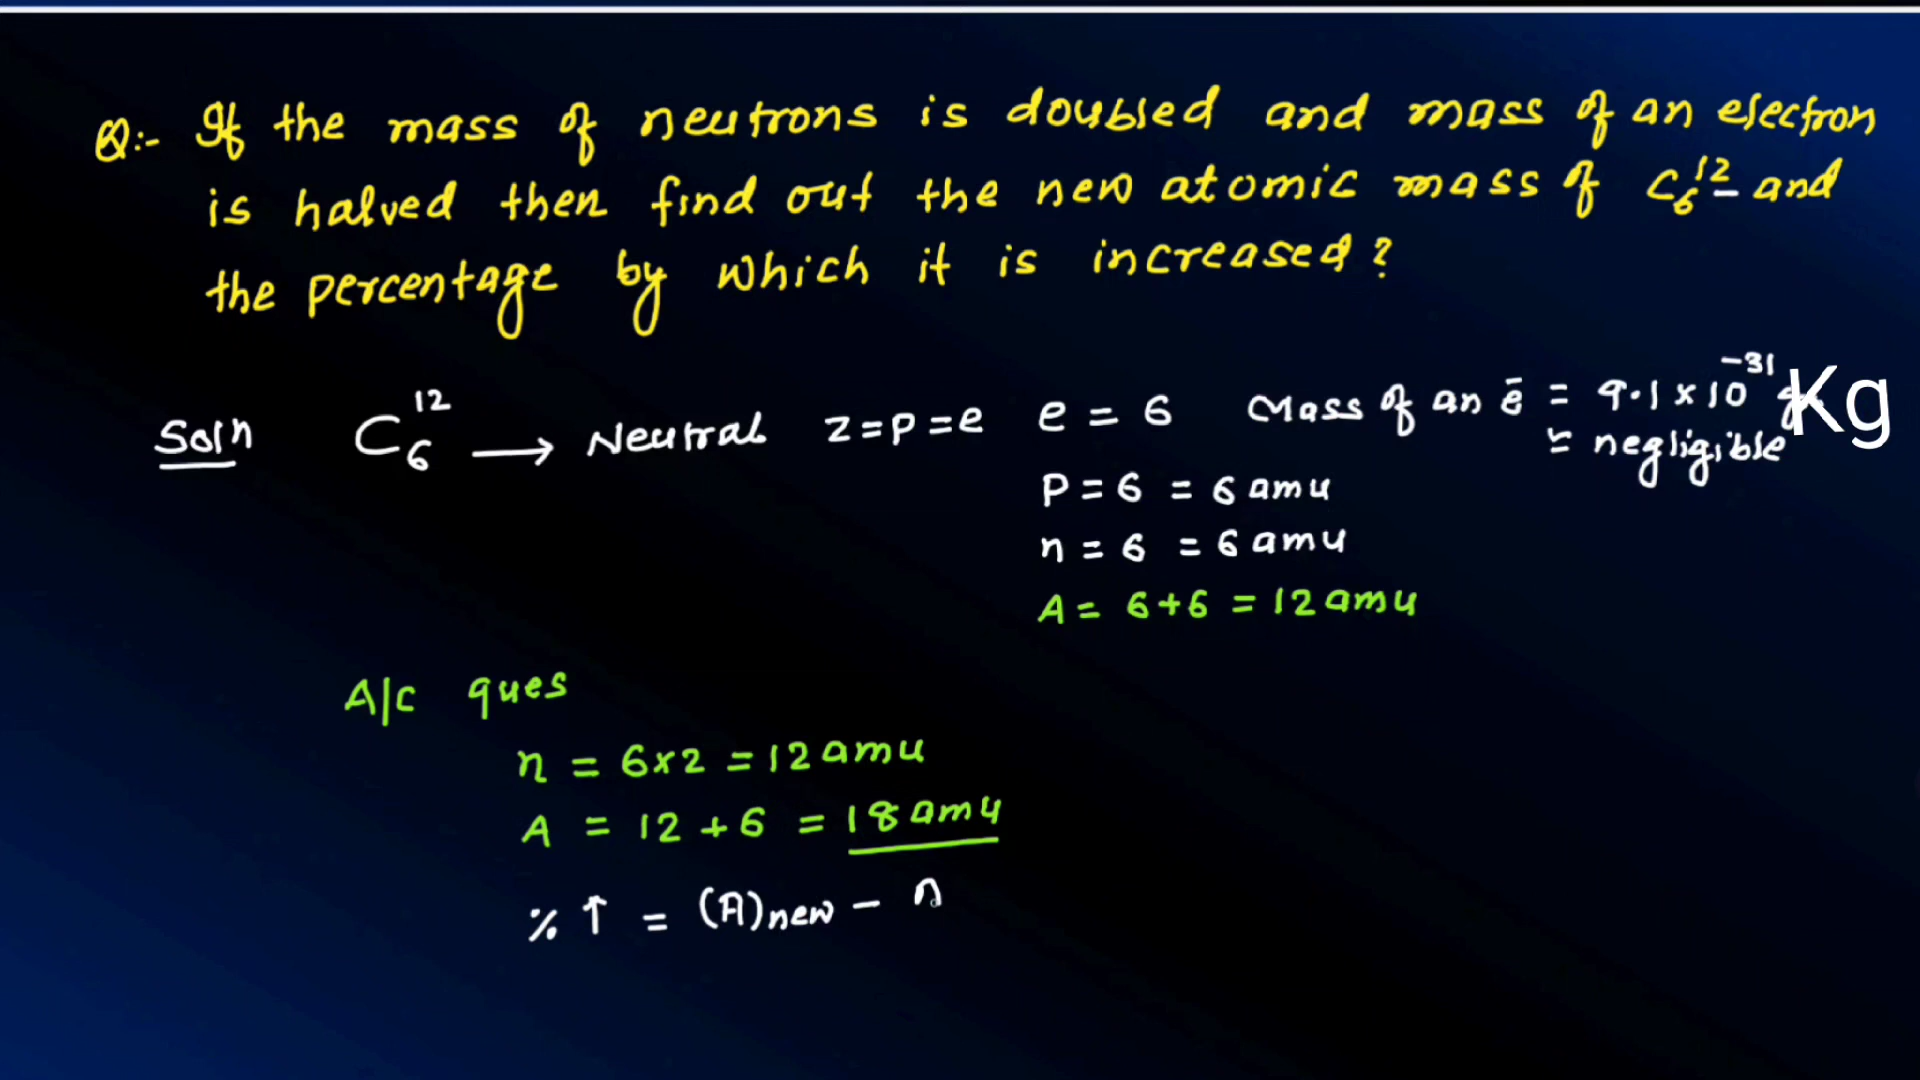 Q:- If the mass of neutrons is doubled and mass of an electron
is halved then find out the new atomic mass of C₆¹² and
the percentage by which it is increased?
Soln C₆¹² → Neutral Z=P=e e = 6 Mass of an ē = 9.1×10⁻³¹ Kg
≈ negligible
P = 6 = 6 amu
n = 6 = 6 amu
A = 6+6 = 12 amu
A/c ques
n = 6×2 = 12 amu
A = 12 + 6 = 18 amu
% ↑ = (A)new -